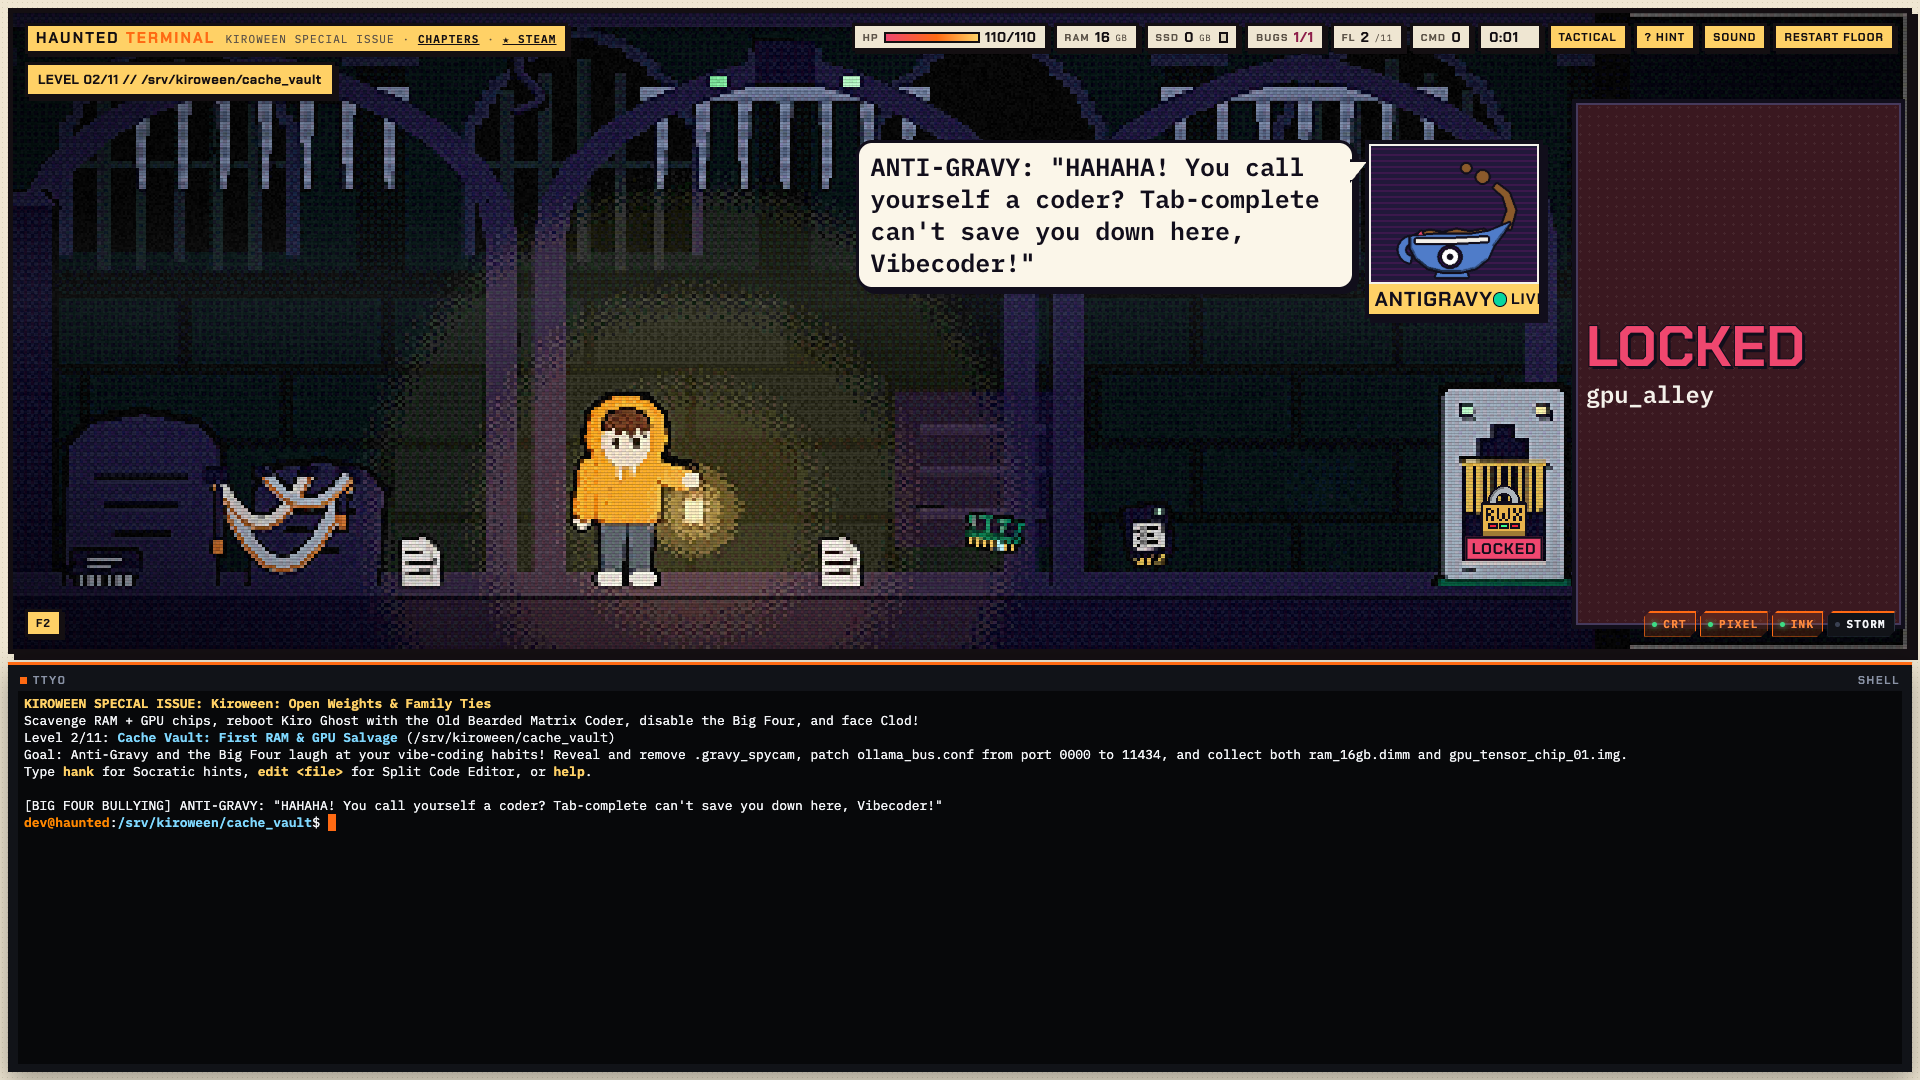 HAUNTED TERMINAL KIROWEEN SPECIAL ISSUE · CHAPTERS · ★ STEAM
HP 110/110 RAM 16 GB SSD 0 GB BUGS 1/1 FL 2 /11 CMD 0 0:01 TACTICAL ? HINT SOUND RESTART FLOOR
LEVEL 02/11 // /srv/kiroween/cache_vault
ANTI-GRAVY: "HAHAHA! You call
yourself a coder? Tab-complete
can't save you down here,
Vibecoder!"
ANTIGRAVY LIVE
LOCKED
gpu_alley
RWX
LOCKED
F2
CRT PIXEL INK STORM
TTY0 SHELL
KIROWEEN SPECIAL ISSUE: Kiroween: Open Weights & Family Ties
Scavenge RAM + GPU chips, reboot Kiro Ghost with the Old Bearded Matrix Coder, disable the Big Four, and face Clod!
Level 2/11: Cache Vault: First RAM & GPU Salvage (/srv/kiroween/cache_vault)
Goal: Anti-Gravy and the Big Four laugh at your vibe-coding habits! Reveal and remove .gravy_spycam, patch ollama_bus.conf from port 0000 to 11434, and collect both ram_16gb.dimm and gpu_tensor_chip_01.img.
Type hank for Socratic hints, edit <file> for Split Code Editor, or help.
[BIG FOUR BULLYING] ANTI-GRAVY: "HAHAHA! You call yourself a coder? Tab-complete can't save you down here, Vibecoder!"
dev@haunted:/srv/kiroween/cache_vault$